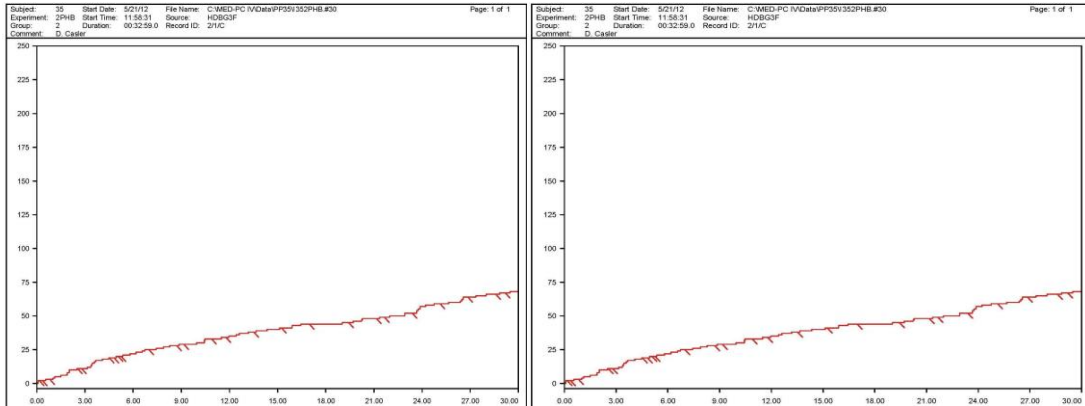 Subject: 35 Start Date: 5/21/12 File Name: C:\MED-PC IV\Data\PP35\352PHB.#30 Page: 1 of 1
Experiment: 2PHB Start Time: 11:58:31 Source: HDBG3F
Group: 2 Duration: 00:32:59.0 Record ID: 2/1/C
Comment: D. Casler
250
225
200
175
150
125
100
75
50
25
0
0.00 3.00 6.00 9.00 12.00 15.00 18.00 21.00 24.00 27.00 30.00
Subject: 35 Start Date: 5/21/12 File Name: C:\MED-PC IV\Data\PP35\352PHB.#30 Page: 1 of 1
Experiment: 2PHB Start Time: 11:58:31 Source: HDBG3F
Group: 2 Duration: 00:32:59.0 Record ID: 2/1/C
Comment: D. Casler
250
225
200
175
150
125
100
75
50
25
0
0.00 3.00 6.00 9.00 12.00 15.00 18.00 21.00 24.00 27.00 30.00